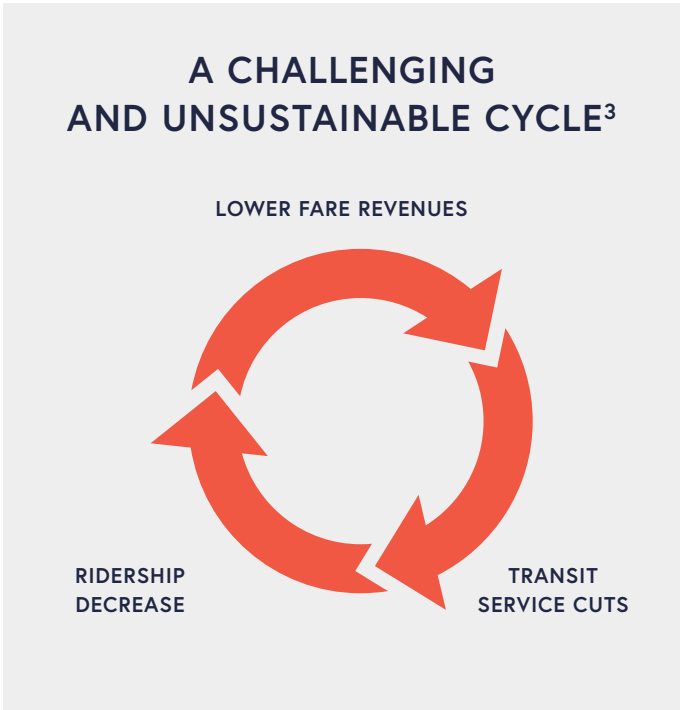 A CHALLENGING
AND UNSUSTAINABLE CYCLE³
LOWER FARE REVENUES
RIDERSHIP
DECREASE
TRANSIT
SERVICE CUTS